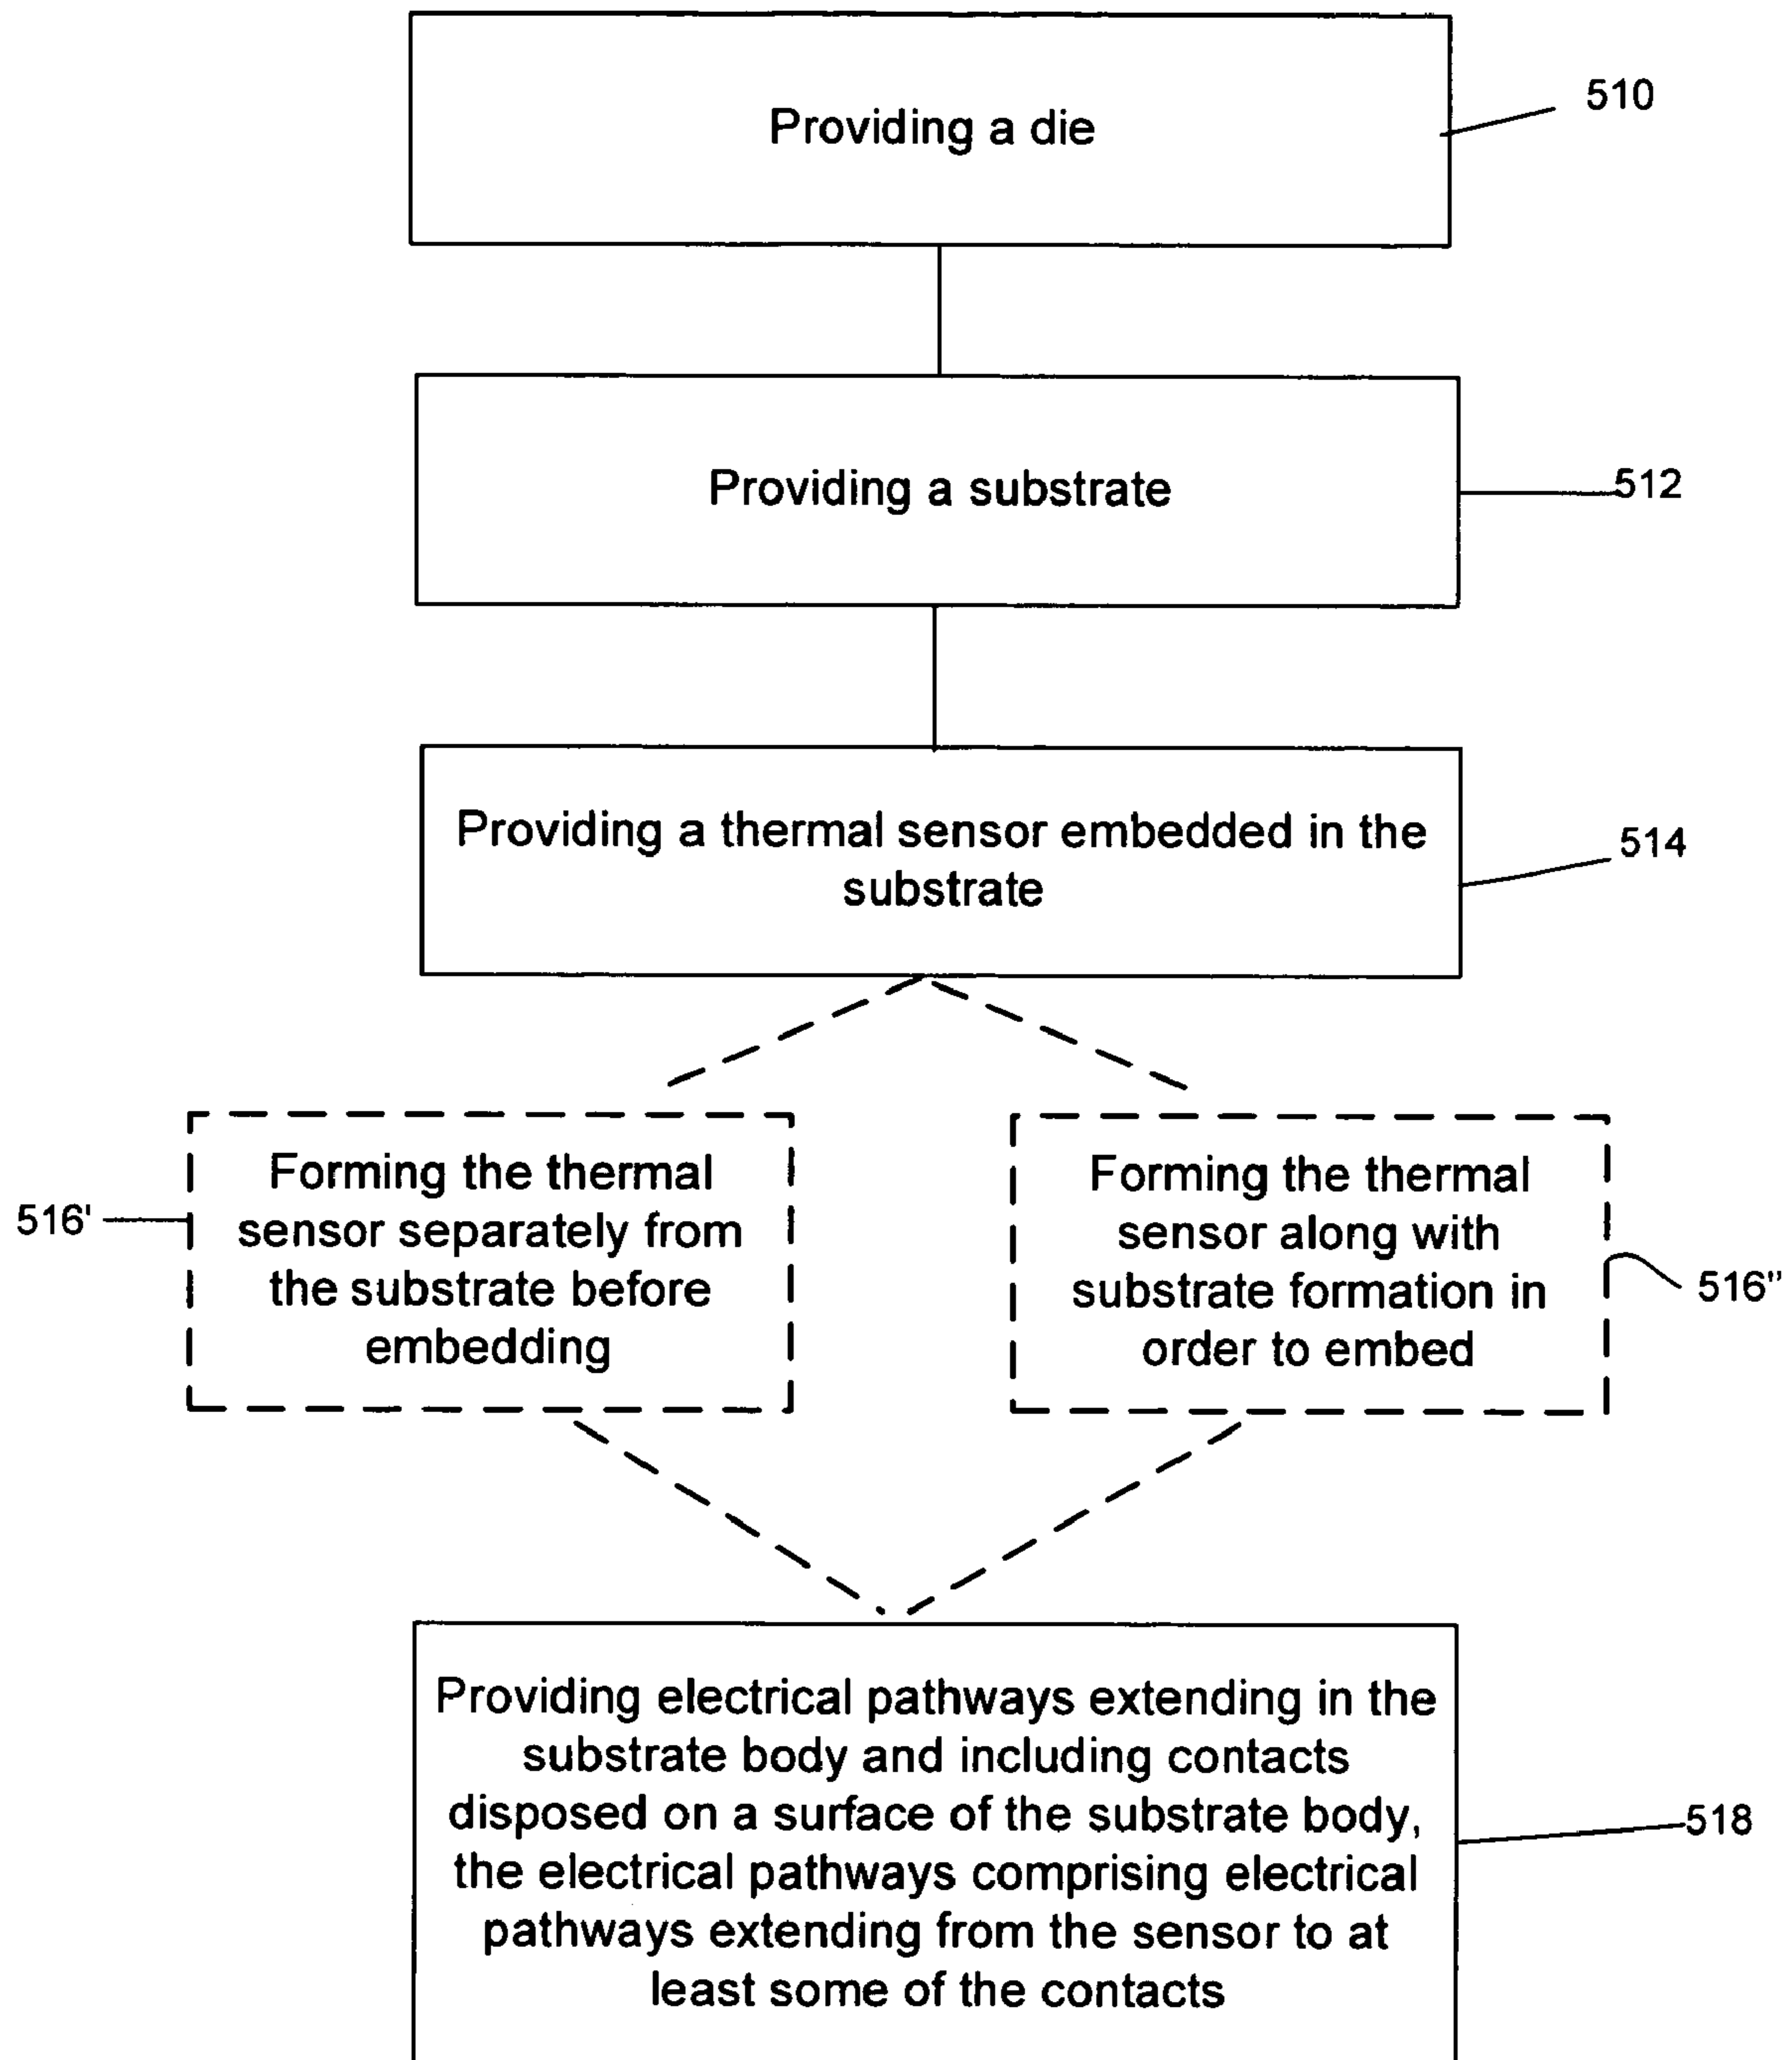 Providing a die
510
Providing a substrate
512
Providing a thermal sensor embedded in the
substrate
514
516'
Forming the thermal
sensor separately from
the substrate before
embedding
Forming the thermal
sensor along with
substrate formation in
order to embed
516"
Providing electrical pathways extending in the
substrate body and including contacts
disposed on a surface of the substrate body,
the electrical pathways comprising electrical
pathways extending from the sensor to at
least some of the contacts
518